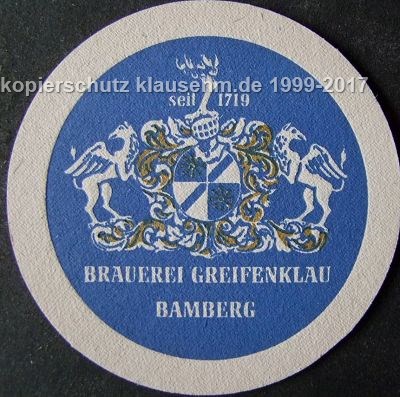 kopierschutz klausehm.de 1999-2017
seit 1719
BRAUEREI GREIFENKLAU
BAMBERG